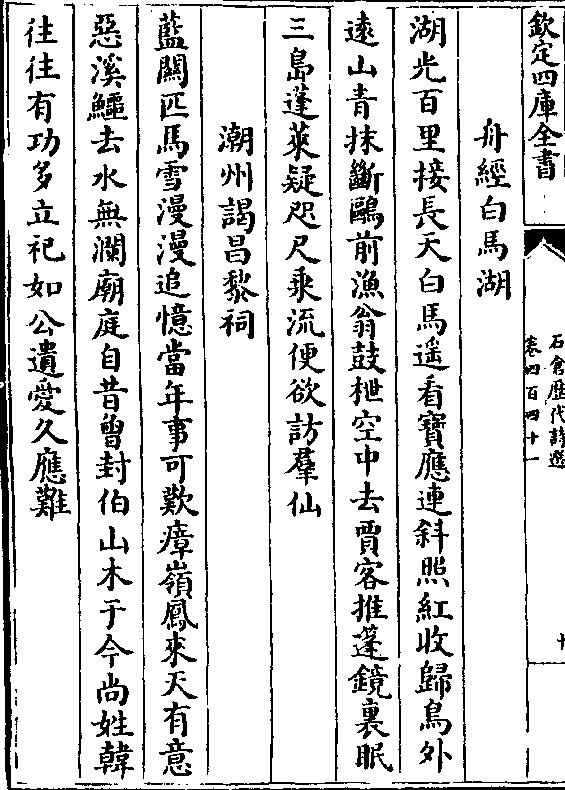 欽定四庫全書
石倉歴代詩選
卷四百四十一
十
舟經白馬湖
湖光百里接長天白馬遥看寶應連斜照紅收歸鳥外
遠山青抹斷鷗前漁翁鼓枻空中去賈客推蓬鏡裏眠
三島蓬萊疑咫尺乘流便欲訪羣仙
潮州謁昌黎祠
藍關匹馬雪漫漫追憶當年事可歎瘴嶺鳳來天有意
惡溪鱷去水無瀾廟庭自昔曾封伯山木于今尚姓韓
往往有功多立祀如公遺愛久應難